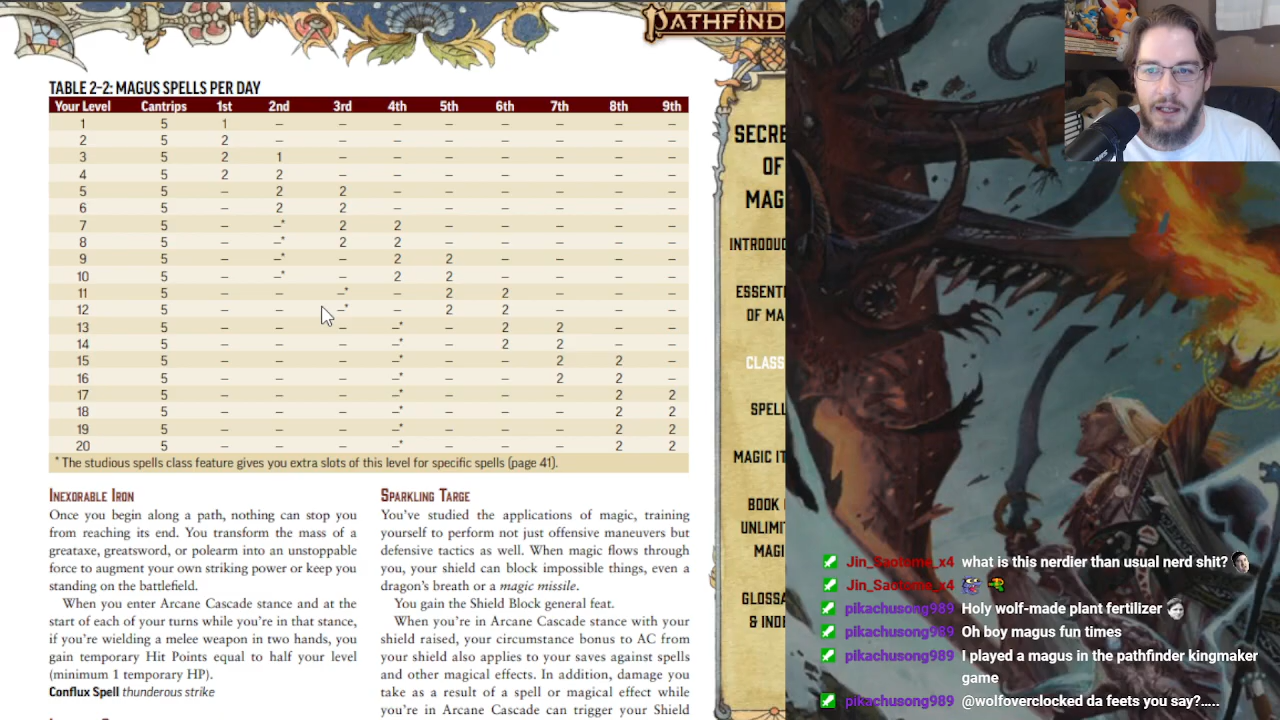 PATHFIND
TABLE 2-2: MAGUS SPELLS PER DAY
Your Level Cantrips 1st 2nd 3rd 4th 5th 6th 7th 8th 9th
1 5 1 – – – – – – – –
2 5 2 – – – – – – – –
3 5 2 1 – – – – – – –
4 5 2 2 – – – – – – –
5 5 – 2 2 – – – – – –
6 5 – 2 2 – – – – – –
7 5 – –* 2 2 – – – – –
8 5 – –* 2 2 – – – – –
9 5 – –* – 2 2 – – – –
10 5 – –* – 2 2 – – – –
11 5 – – –* – 2 2 – – –
12 5 – – –* – 2 2 – – –
13 5 – – – –* – 2 2 – –
14 5 – – – –* – 2 2 – –
15 5 – – – –* – – 2 2 –
16 5 – – – –* – – 2 2 –
17 5 – – – –* – – – 2 2
18 5 – – – –* – – – 2 2
19 5 – – – –* – – – 2 2
20 5 – – – –* – – – 2 2
* The studious spells class feature gives you extra slots of this level for specific spells (page 41).
INEXORABLE IRON
Once you begin along a path, nothing can stop you
from reaching its end. You transform the mass of a
greataxe, greatsword, or polearm into an unstoppable
force to augment your own striking power or keep you
standing on the battlefield.
When you enter Arcane Cascade stance and at the
start of each of your turns while you're in that stance,
if you're wielding a melee weapon in two hands, you
gain temporary Hit Points equal to half your level
(minimum 1 temporary HP).
Conflux Spell thunderous strike
SPARKLING TARGE
You've studied the applications of magic, training
yourself to perform not just offensive maneuvers but
defensive tactics as well. When magic flows through
you, your shield can block impossible things, even a
dragon's breath or a magic missile.
You gain the Shield Block general feat.
When you're in Arcane Cascade stance with your
shield raised, your circumstance bonus to AC from
your shield also applies to your saves against spells
and other magical effects. In addition, damage you
take as a result of a spell or magical effect while
you're in Arcane Cascade can trigger your Shield
SECRE
OF
MAG
INTRODUC
ESSENTI
OF MA
CLASS
SPELL
MAGIC IT
BOOK
UNLIMIT
MAGI
GLOSSA
& INDE
Jin_Saotome_x4 what is this nerdier than usual nerd shit?
Jin_Saotome_x4
pikachusong989 Holy wolf-made plant fertilizer
pikachusong989 Oh boy magus fun times
pikachusong989 I played a magus in the pathfinder kingmaker
game
pikachusong989 @wolfoverclocked da feets you say?.....